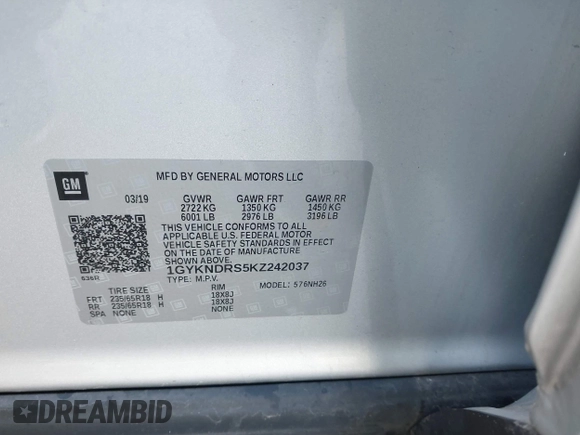 GM
MFD BY GENERAL MOTORS LLC
03/19 GVWR GAWR FRT GAWR RR
2722 KG 1350 KG 1450 KG
6001 LB 2976 LB 3196 LB
THIS VEHICLE CONFORMS TO ALL
APPLICABLE U.S. FEDERAL MOTOR
VEHICLE SAFETY STANDARDS IN EFFECT
ON THE DATE OF MANUFACTURE
SHOWN ABOVE.
1GYKNDRS5KZ242037
TYPE: M.P.V. MODEL: 576NH26
TIRE SIZE RIM
FRT 235/65R18 H 18X8J
RR 235/65R18 H 18X8J
SPA NONE NONE
DREAMBID